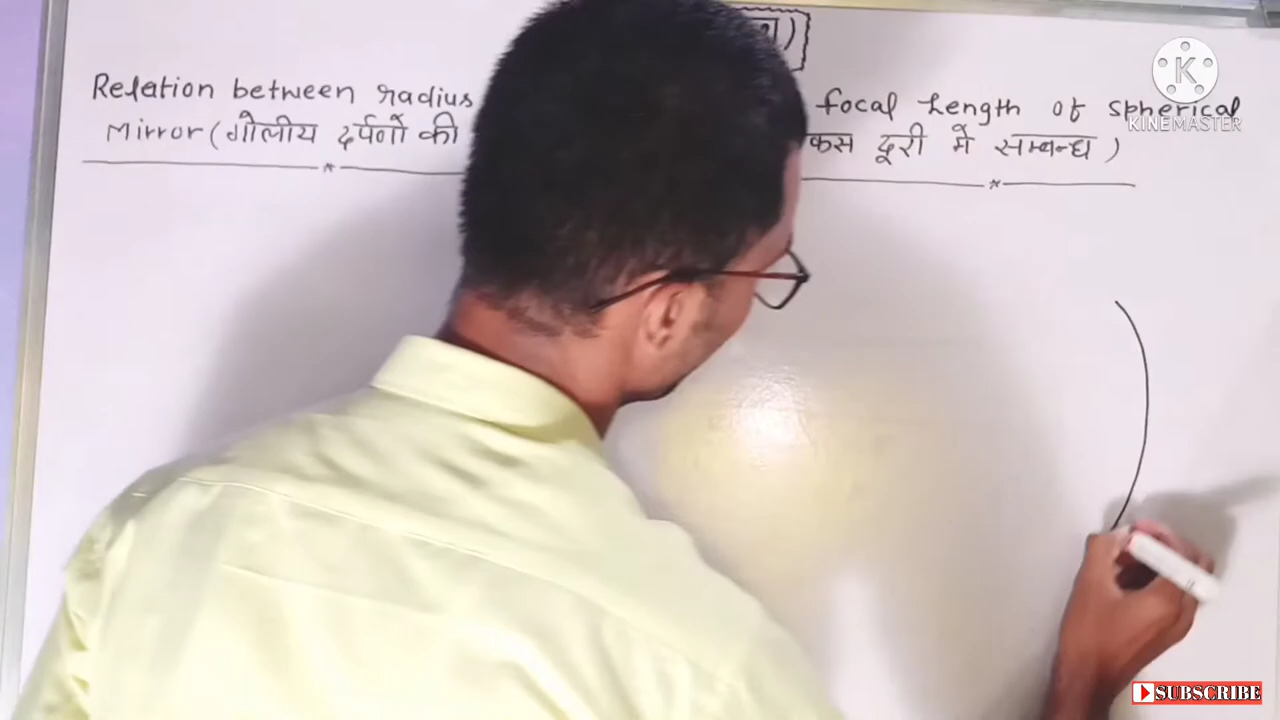 Relation between radius focal Length of spherical
Mirror (गोलीय दर्पणों की कस दूरी में सम्बन्ध )
K
KINEMASTER
SUBSCRIBE